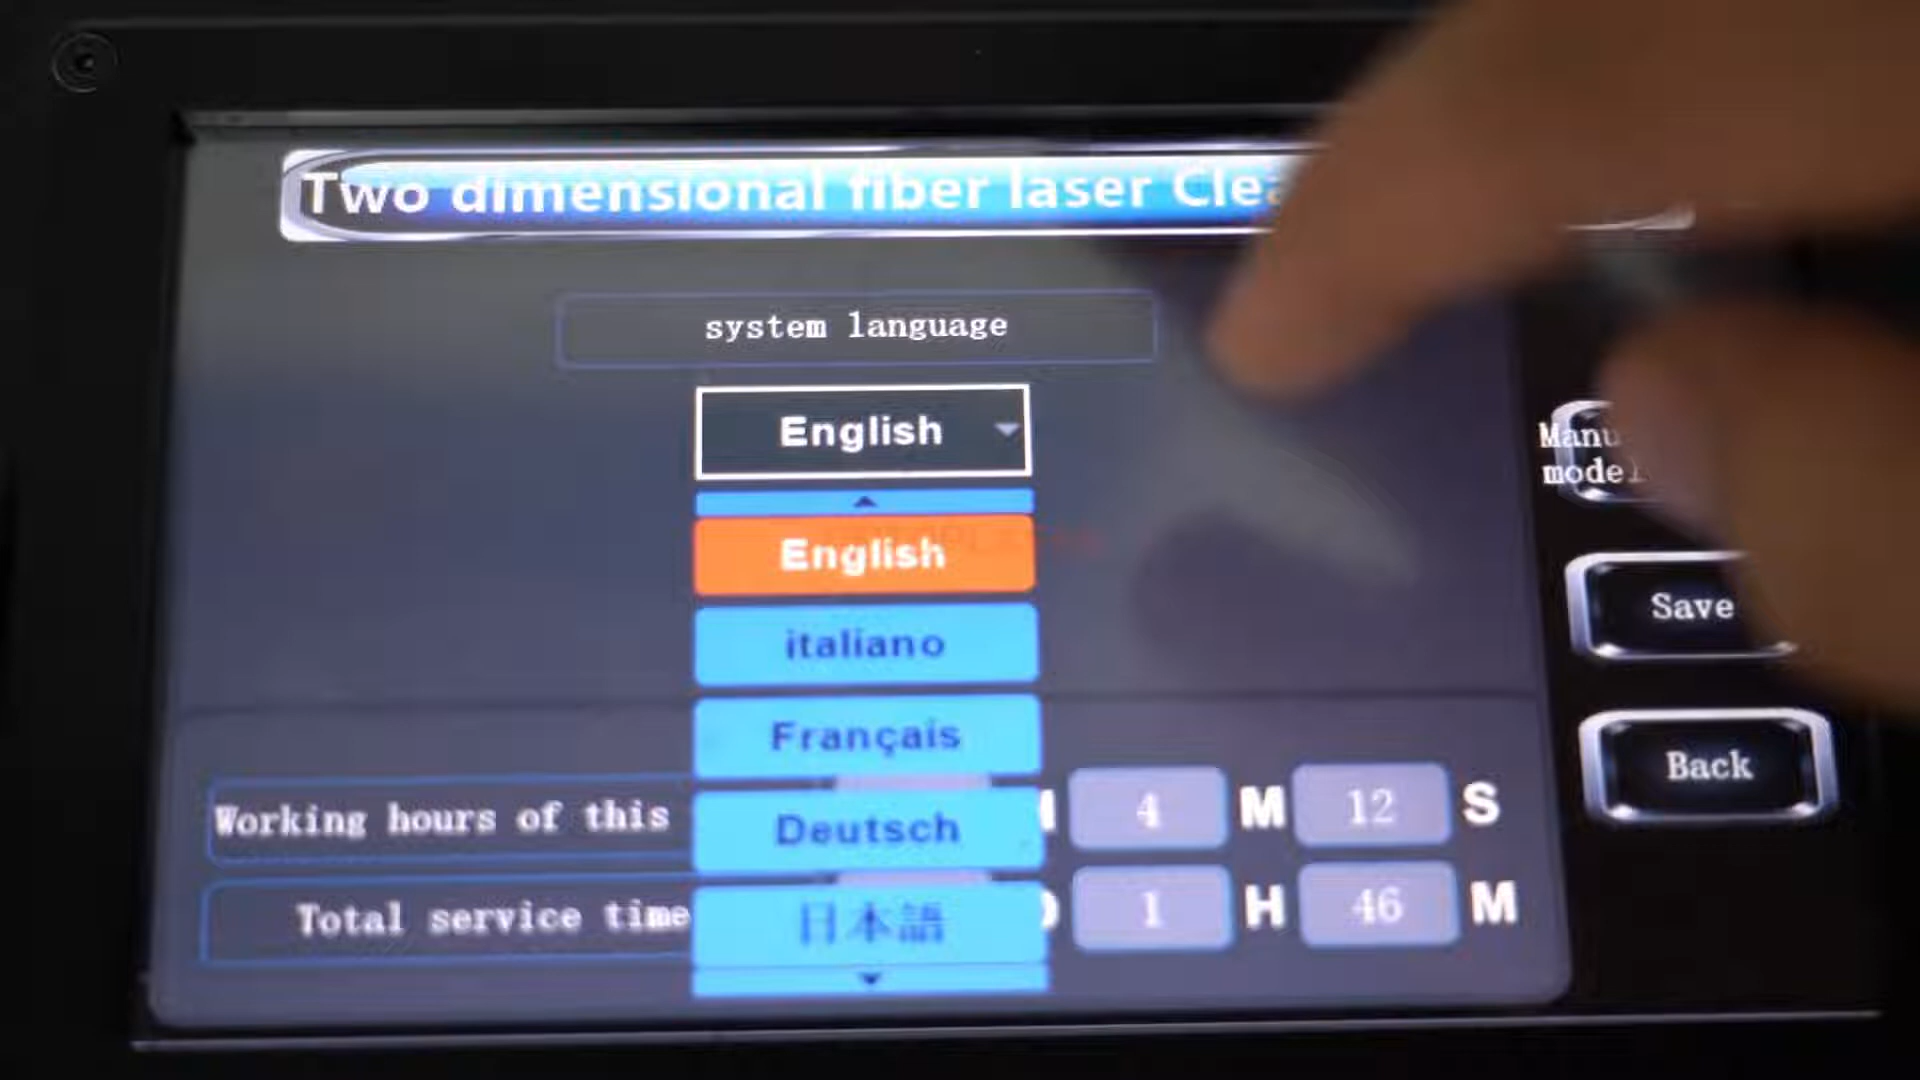 Two dimensional fiber laser
system language
English
English
italiano
Français
Deutsch
日本語
Working hours of this
4 M 12 S
Total service time
1 H 46 M
Save
Back